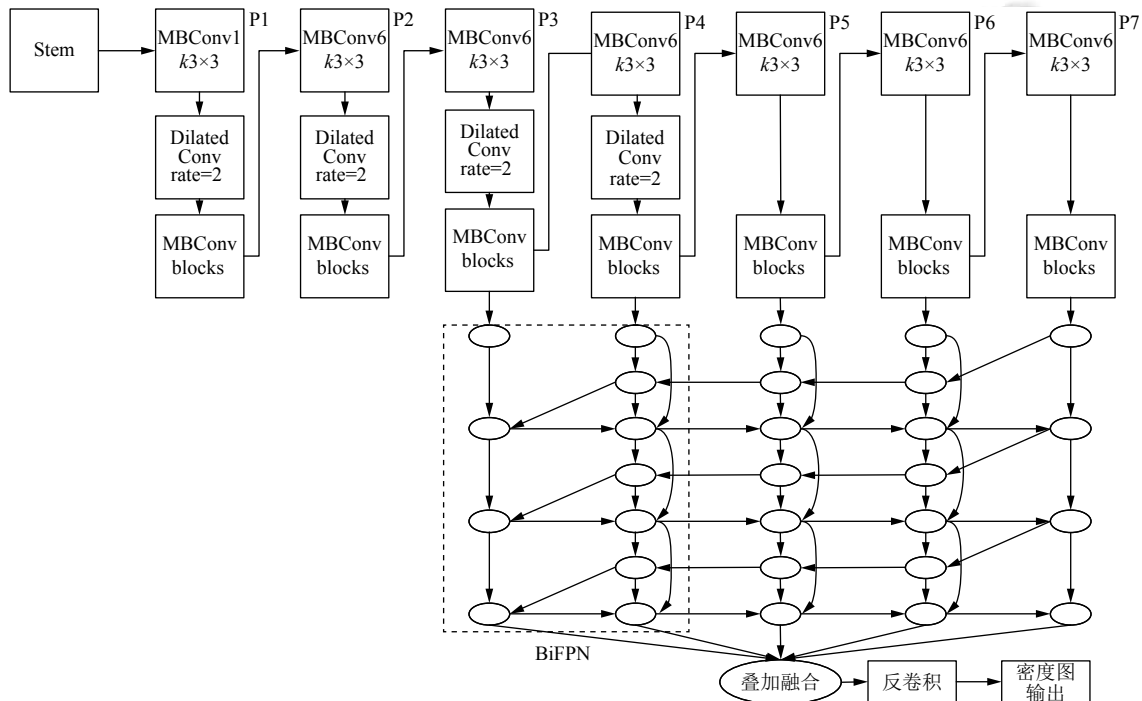 Stem
MBConv1
k3×3
P1
MBConv6
k3×3
P2
MBConv6
k3×3
P3
MBConv6
k3×3
P4
MBConv6
k3×3
P5
MBConv6
k3×3
P6
MBConv6
k3×3
P7
Dilated
Conv
rate=2
Dilated
Conv
rate=2
Dilated
Conv
rate=2
Dilated
Conv
rate=2
MBConv
blocks
MBConv
blocks
MBConv
blocks
MBConv
blocks
MBConv
blocks
MBConv
blocks
MBConv
blocks
BiFPN
叠加融合
反卷积
密度图
输出